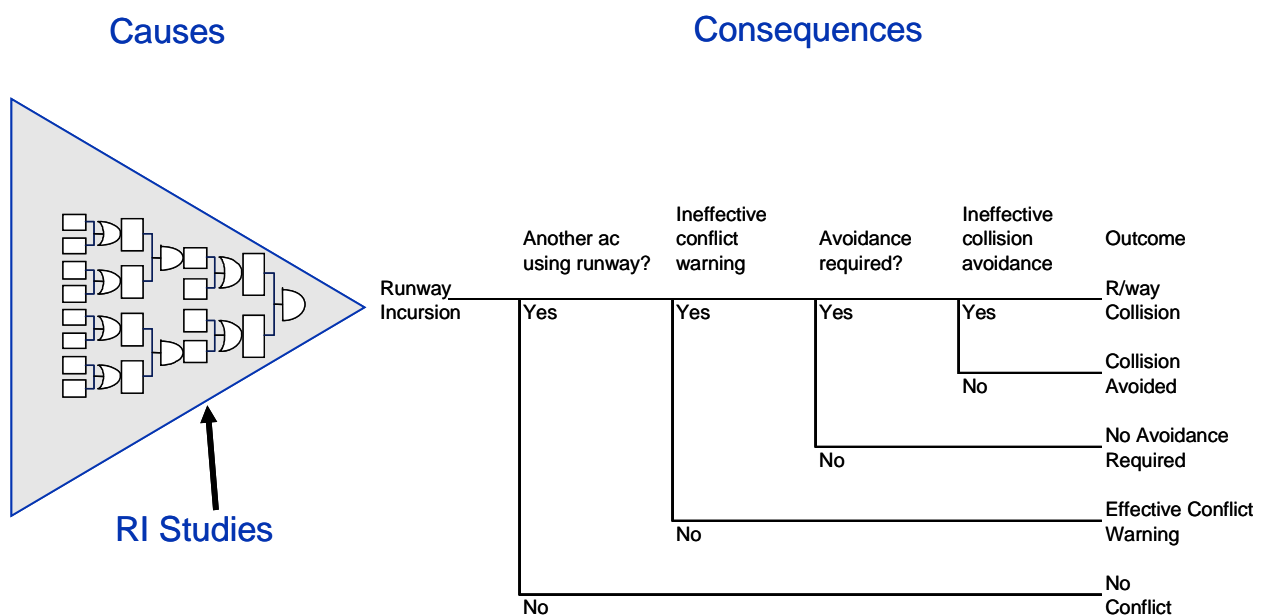 Causes
Consequences
Another ac
using runway?
Ineffective
conflict
warning
Avoidance
required?
Ineffective
collision
avoidance
Outcome
Runway
Incursion
Yes
Yes
Yes
Yes
R/way
Collision
No
Collision
Avoided
No
No Avoidance
Required
No
Effective Conflict
Warning
No
No
Conflict
RI Studies